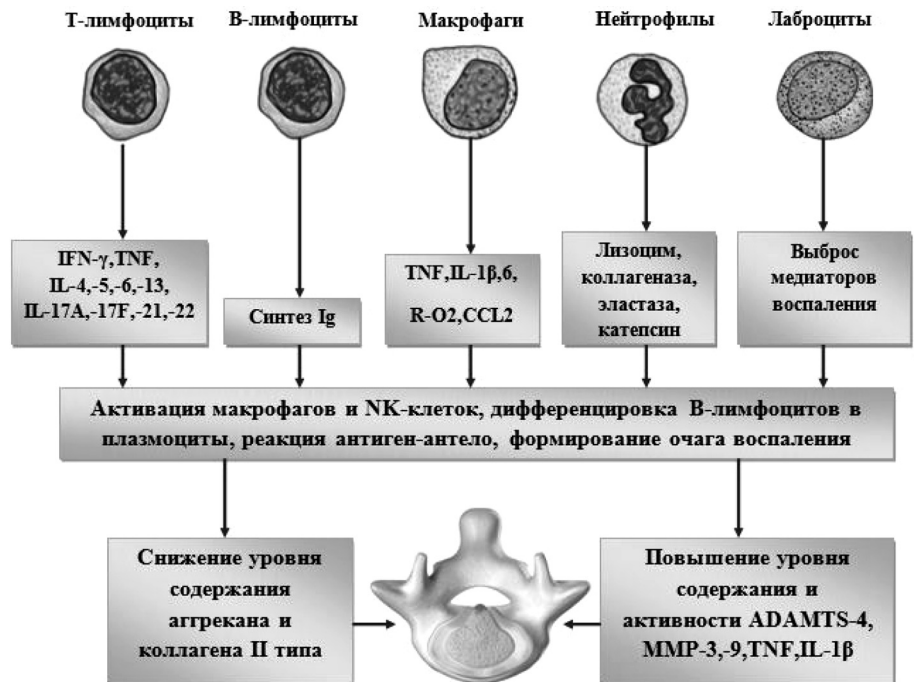 Т-лимфоциты
В-лимфоциты
Макрофаги
Нейтрофилы
Лаброциты
IFN-γ,TNF,
IL-4,-5,-6,-13,
IL-17A,-17F,-21,-22
Синтез Ig
TNF,IL-1β,6,
R-O2,CCL2
Лизоцим,
коллагеназа,
эластаза,
катепсин
Выброс
медиаторов
воспаления
Активация макрофагов и NK-клеток, дифференцировка В-лимфоцитов в
плазмоциты, реакция антиген-антело, формирование очага воспаления
Снижение уровня
содержания
аггрекана и
коллагена II типа
Повышение уровня
содержания и
активности ADAMTS-4,
MMP-3,-9,TNF,IL-1β